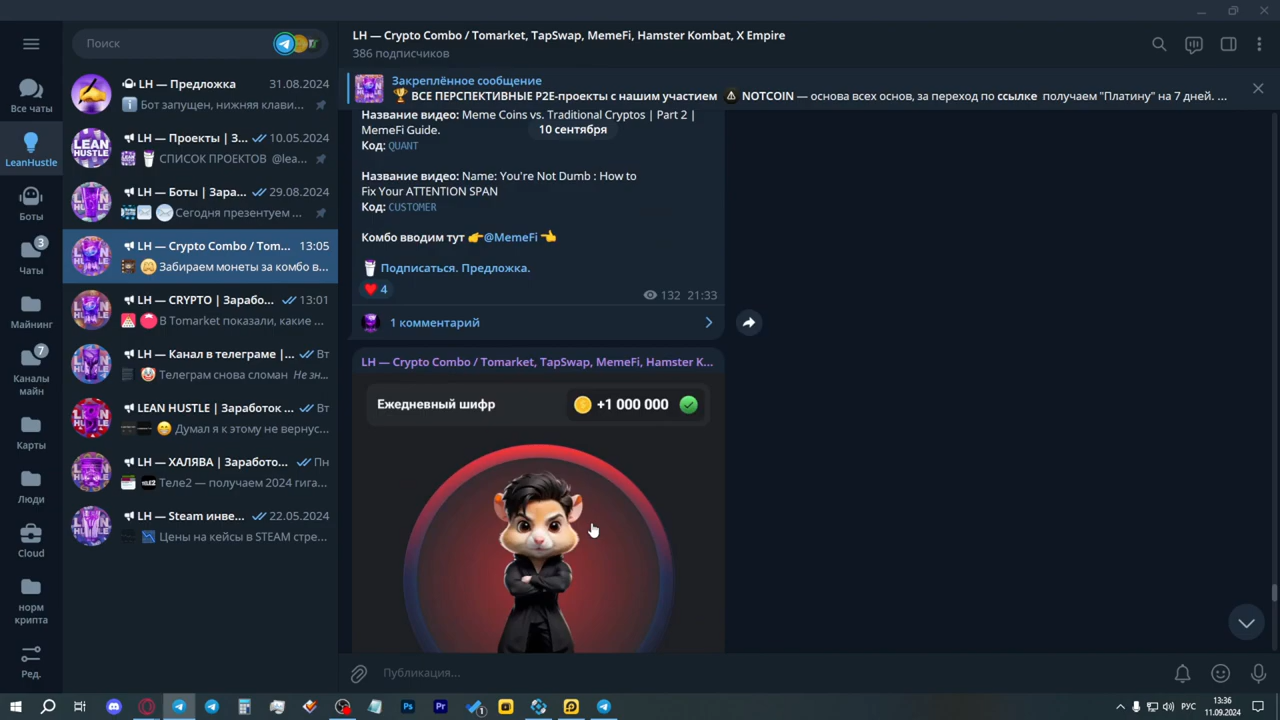 Все чаты
LeanHustle
Боты
3
Чаты
Майнинг
7
Каналы
майн
Карты
Люди
Cloud
норм
крипта
Ред.
Поиск
LH — Предложка 31.08.2024
Бот запущен, нижняя клави...
LH — Проекты | З... 10.05.2024
СПИСОК ПРОЕКТОВ @lea...
LH — Боты | Зара... 29.08.2024
Сегодня презентуем ...
LH — Crypto Combo / Tom... 13:05
Забираем монеты за комбо в...
LH — CRYPTO | Зарабо... 13:01
В Tomarket показали, какие ...
LH — Канал в телеграме |... Вт
Телеграм снова сломан Не зн...
LEAN HUSTLE | Заработок ... Вт
Думал я к этому не вернус...
LH — ХАЛЯВА | Заработо... Пн
Теле2 — получаем 2024 гига...
LH — Steam инве... 22.05.2024
Цены на кейсы в STEAM стре...
LH — Crypto Combo / Tomarket, TapSwap, MemeFi, Hamster Kombat, X Empire
386 подписчиков
Закреплённое сообщение
ВСЕ ПЕРСПЕКТИВНЫЕ P2E-проекты с нашим участием NOTCOIN — основа всех основ, за переход по ссылке получаем "Платину" на 7 дней. ...
Название видео: Meme Coins vs. Traditional Cryptos | Part 2 |
MemeFi Guide.
10 сентября
Код: QUANT
Название видео: Name: You're Not Dumb : How to
Fix Your ATTENTION SPAN
Код: CUSTOMER
Комбо вводим тут @MemeFi
Подписаться. Предложка.
4
132 21:33
1 комментарий
LH — Crypto Combo / Tomarket, TapSwap, MemeFi, Hamster K...
Ежедневный шифр +1 000 000
Публикация...
РУС
13:36
11.09.2024